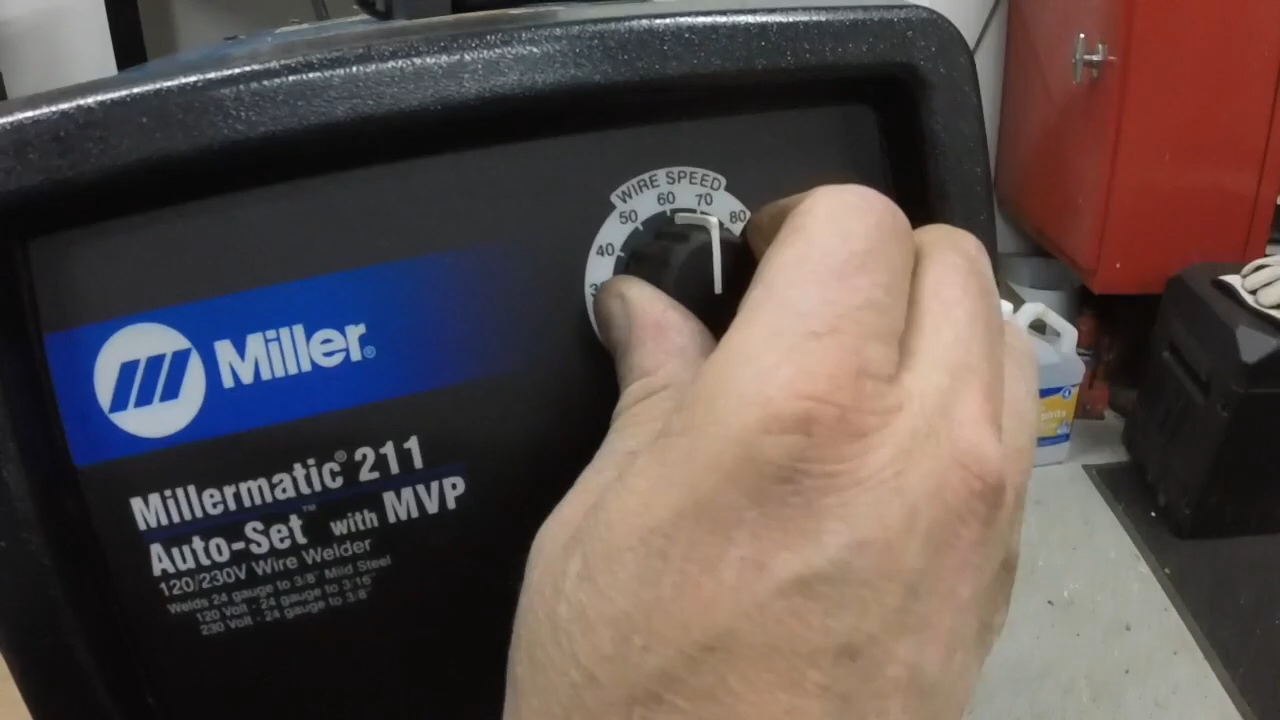 WIRE SPEED
40 50 60 70 80
Miller®
Millermatic® 211
Auto-Set™ with MVP
120/230V Wire Welder
Welds 24 gauge to 3/8" Mild Steel
120 Volt - 24 gauge to 3/16"
230 Volt - 24 gauge to 3/8"